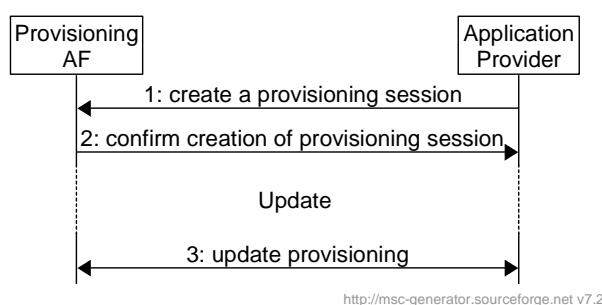 Provisioning
AF
Application
Provider
1: create a provisioning session
2: confirm creation of provisioning session
Update
3: update provisioning
http://msc-generator.sourceforge.net v7.2